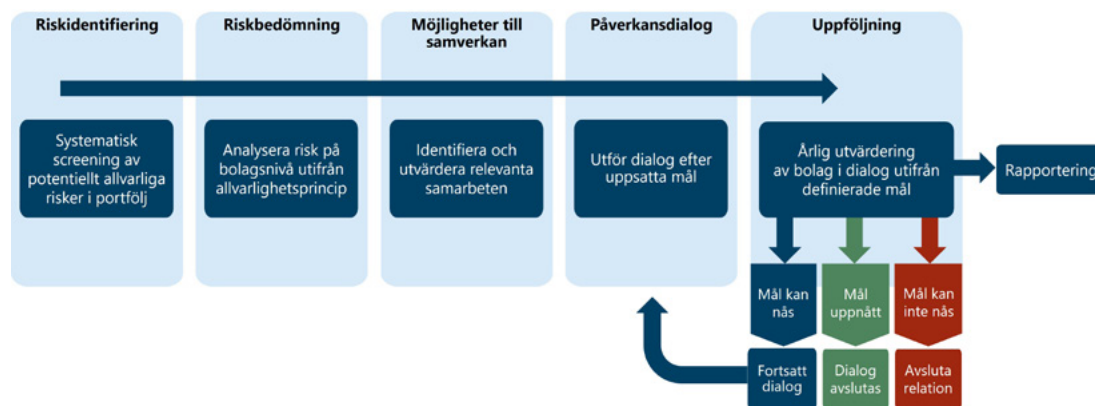 Riskidentifiering
Riskbedömning
Möjligheter till
samverkan
Påverkansdialog
Uppföljning
Systematisk
screening av
potentiellt allvarliga
risker i portfölj
Analysera risk på
bolagsnivå utifrån
allvarlighetsprincip
Identifiera och
utvärdera relevanta
samarbeten
Utför dialog efter
uppsatta mål
Årlig utvärdering
av bolag i dialog utifrån
definierade mål
Rapportering
Mål kan
nås
Mål
uppnått
Mål kan
inte nås
Fortsatt
dialog
Dialog
avslutas
Avsluta
relation